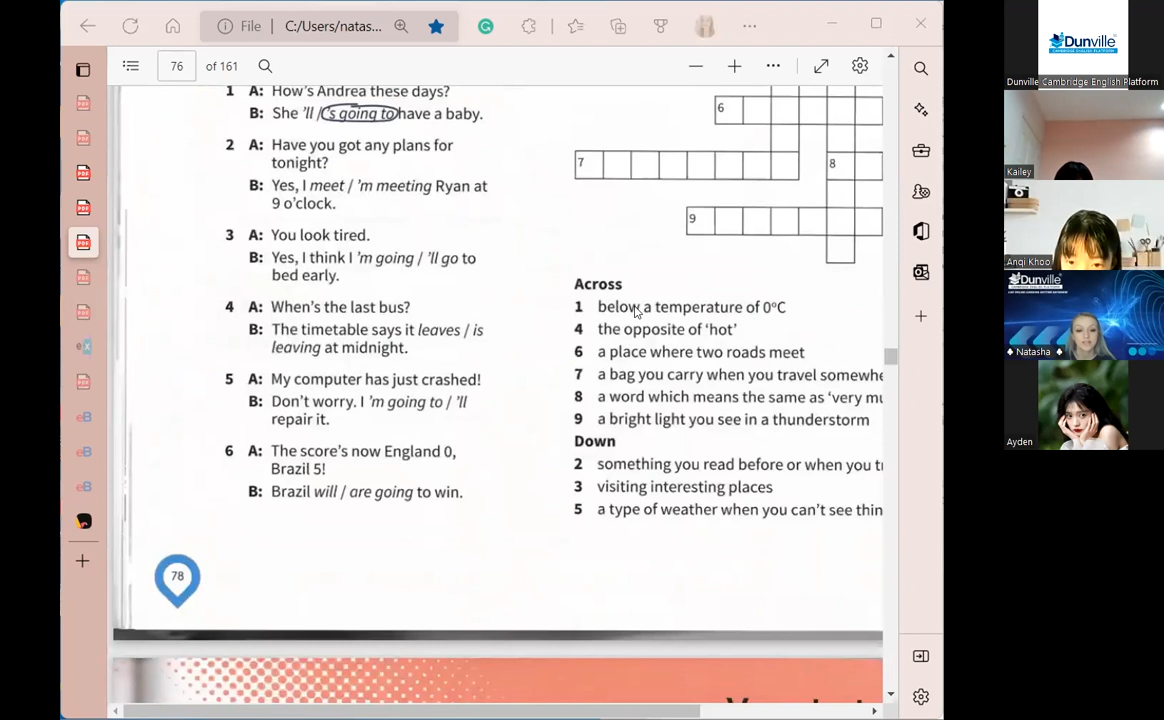 File
C:/Users/natas...
76 of 161
1 A: How's Andrea these days?
B: She 'll / 's going to have a baby.
2 A: Have you got any plans for
tonight?
B: Yes, I meet / 'm meeting Ryan at
9 o'clock.
3 A: You look tired.
B: Yes, I think I 'm going / 'll go to
bed early.
4 A: When's the last bus?
B: The timetable says it leaves / is
leaving at midnight.
5 A: My computer has just crashed!
B: Don't worry. I 'm going to / 'll
repair it.
6 A: The score's now England 0,
Brazil 5!
B: Brazil will / are going to win.
78
6
7
8
9
Across
1 below a temperature of 0°C
4 the opposite of 'hot'
6 a place where two roads meet
7 a bag you carry when you travel somewhe
8 a word which means the same as 'very mu
9 a bright light you see in a thunderstorm
Down
2 something you read before or when you tr
3 visiting interesting places
5 a type of weather when you can't see thin
Dunville
CAMBRIDGE ENGLISH PLATFORM
Dunville Cambridge English Platform
Kailey
Anqi Khoo
Dunville
Natasha
Ayden